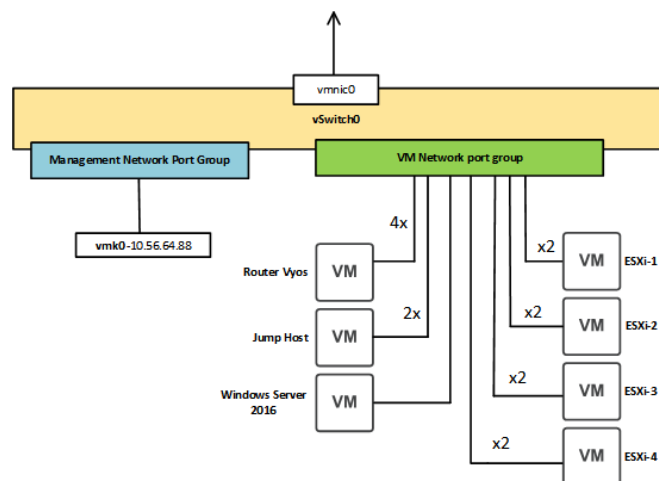 vmnic0
vSwitch0
Management Network Port Group
VM Network port group
vmk0-10.56.64.88
4x
Router Vyos
VM
2x
Jump Host
VM
Windows Server
2016
VM
x2
VM
ESXi-1
x2
VM
ESXi-2
x2
VM
ESXi-3
x2
VM
ESXi-4